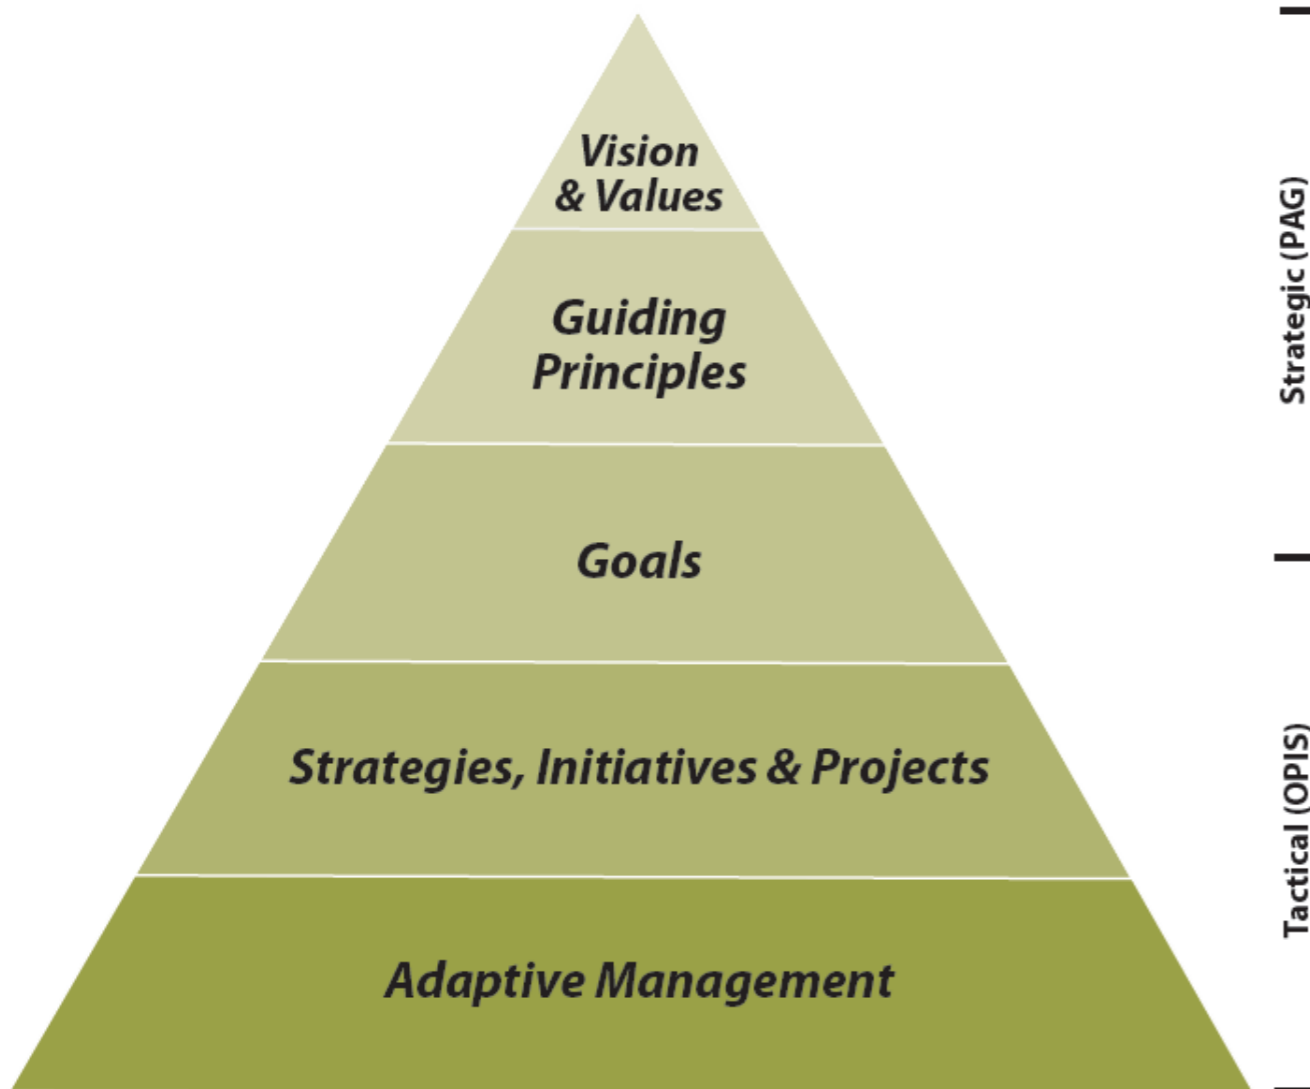 Vision
& Values
Guiding
Principles
Goals
Strategies, Initiatives & Projects
Adaptive Management
Strategic (PAG)
Tactical (OPIS)